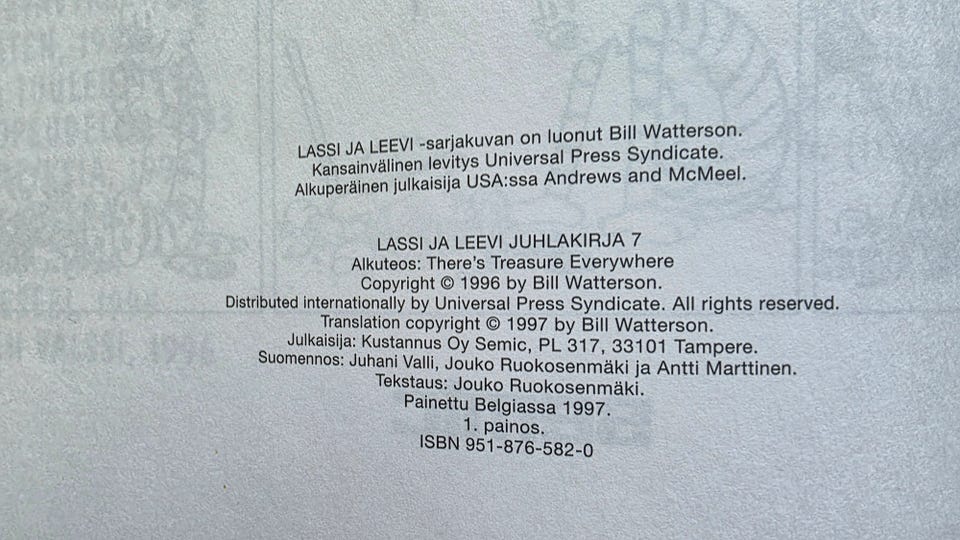 LASSI JA LEEVI -sarjakuvan on luonut Bill Watterson.
Kansainvälinen levitys Universal Press Syndicate.
Alkuperäinen julkaisija USA:ssa Andrews and McMeel.
LASSI JA LEEVI JUHLAKIRJA 7
Alkuteos: There's Treasure Everywhere
Copyright © 1996 by Bill Watterson.
Distributed internationally by Universal Press Syndicate. All rights reserved.
Translation copyright © 1997 by Bill Watterson.
Julkaisija: Kustannus Oy Semic, PL 317, 33101 Tampere.
Suomennos: Juhani Valli, Jouko Ruokosenmäki ja Antti Marttinen.
Tekstaus: Jouko Ruokosenmäki.
Painettu Belgiassa 1997.
1. painos.
ISBN 951-876-582-0